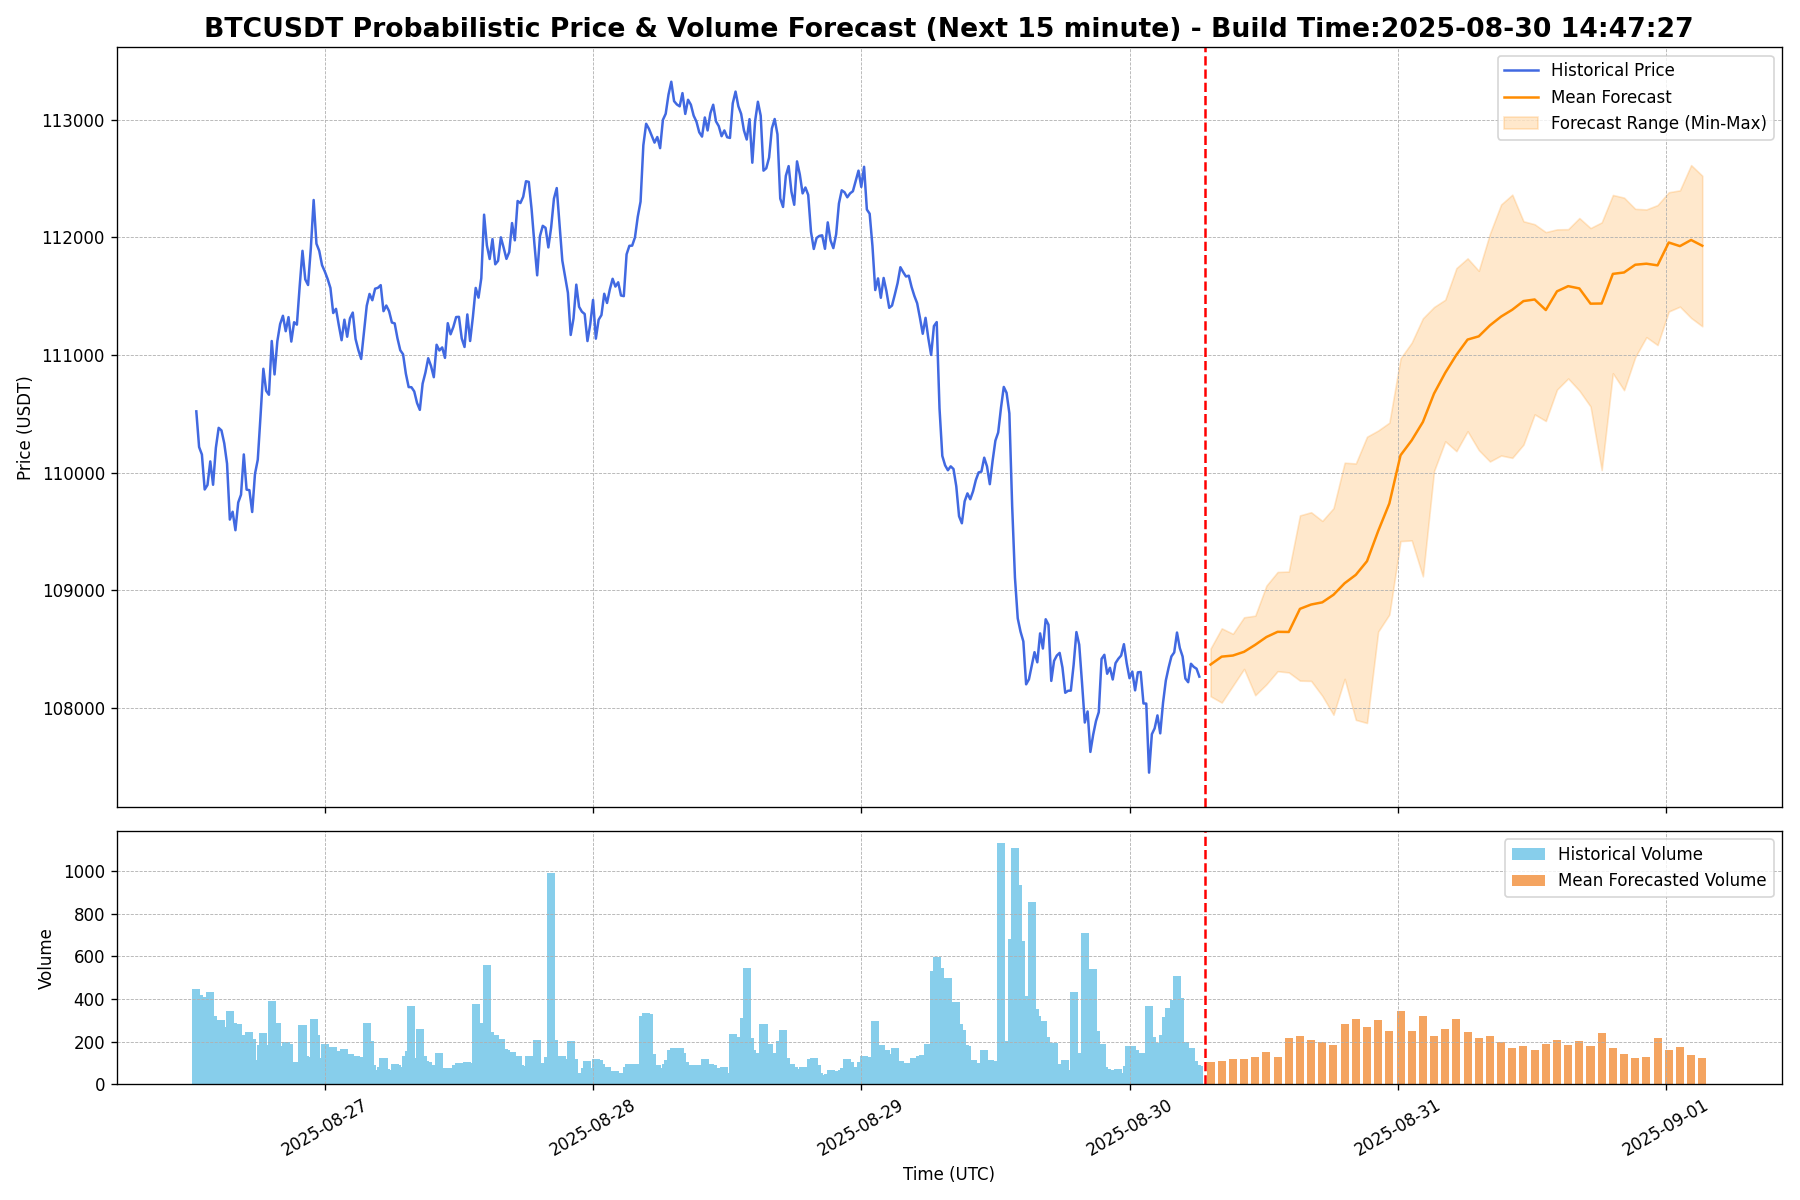 BTCUSDT Probabilistic Price & Volume Forecast (Next 15 minute) - Build Time:2025-08-30 14:47:27
Historical Price
Mean Forecast
Forecast Range (Min-Max)
113000
112000
111000
110000
109000
108000
Price (USDT)
Historical Volume
Mean Forecasted Volume
1000
800
600
400
200
0
Volume
2025-08-27
2025-08-28
2025-08-29
2025-08-30
2025-08-31
2025-09-01
Time (UTC)